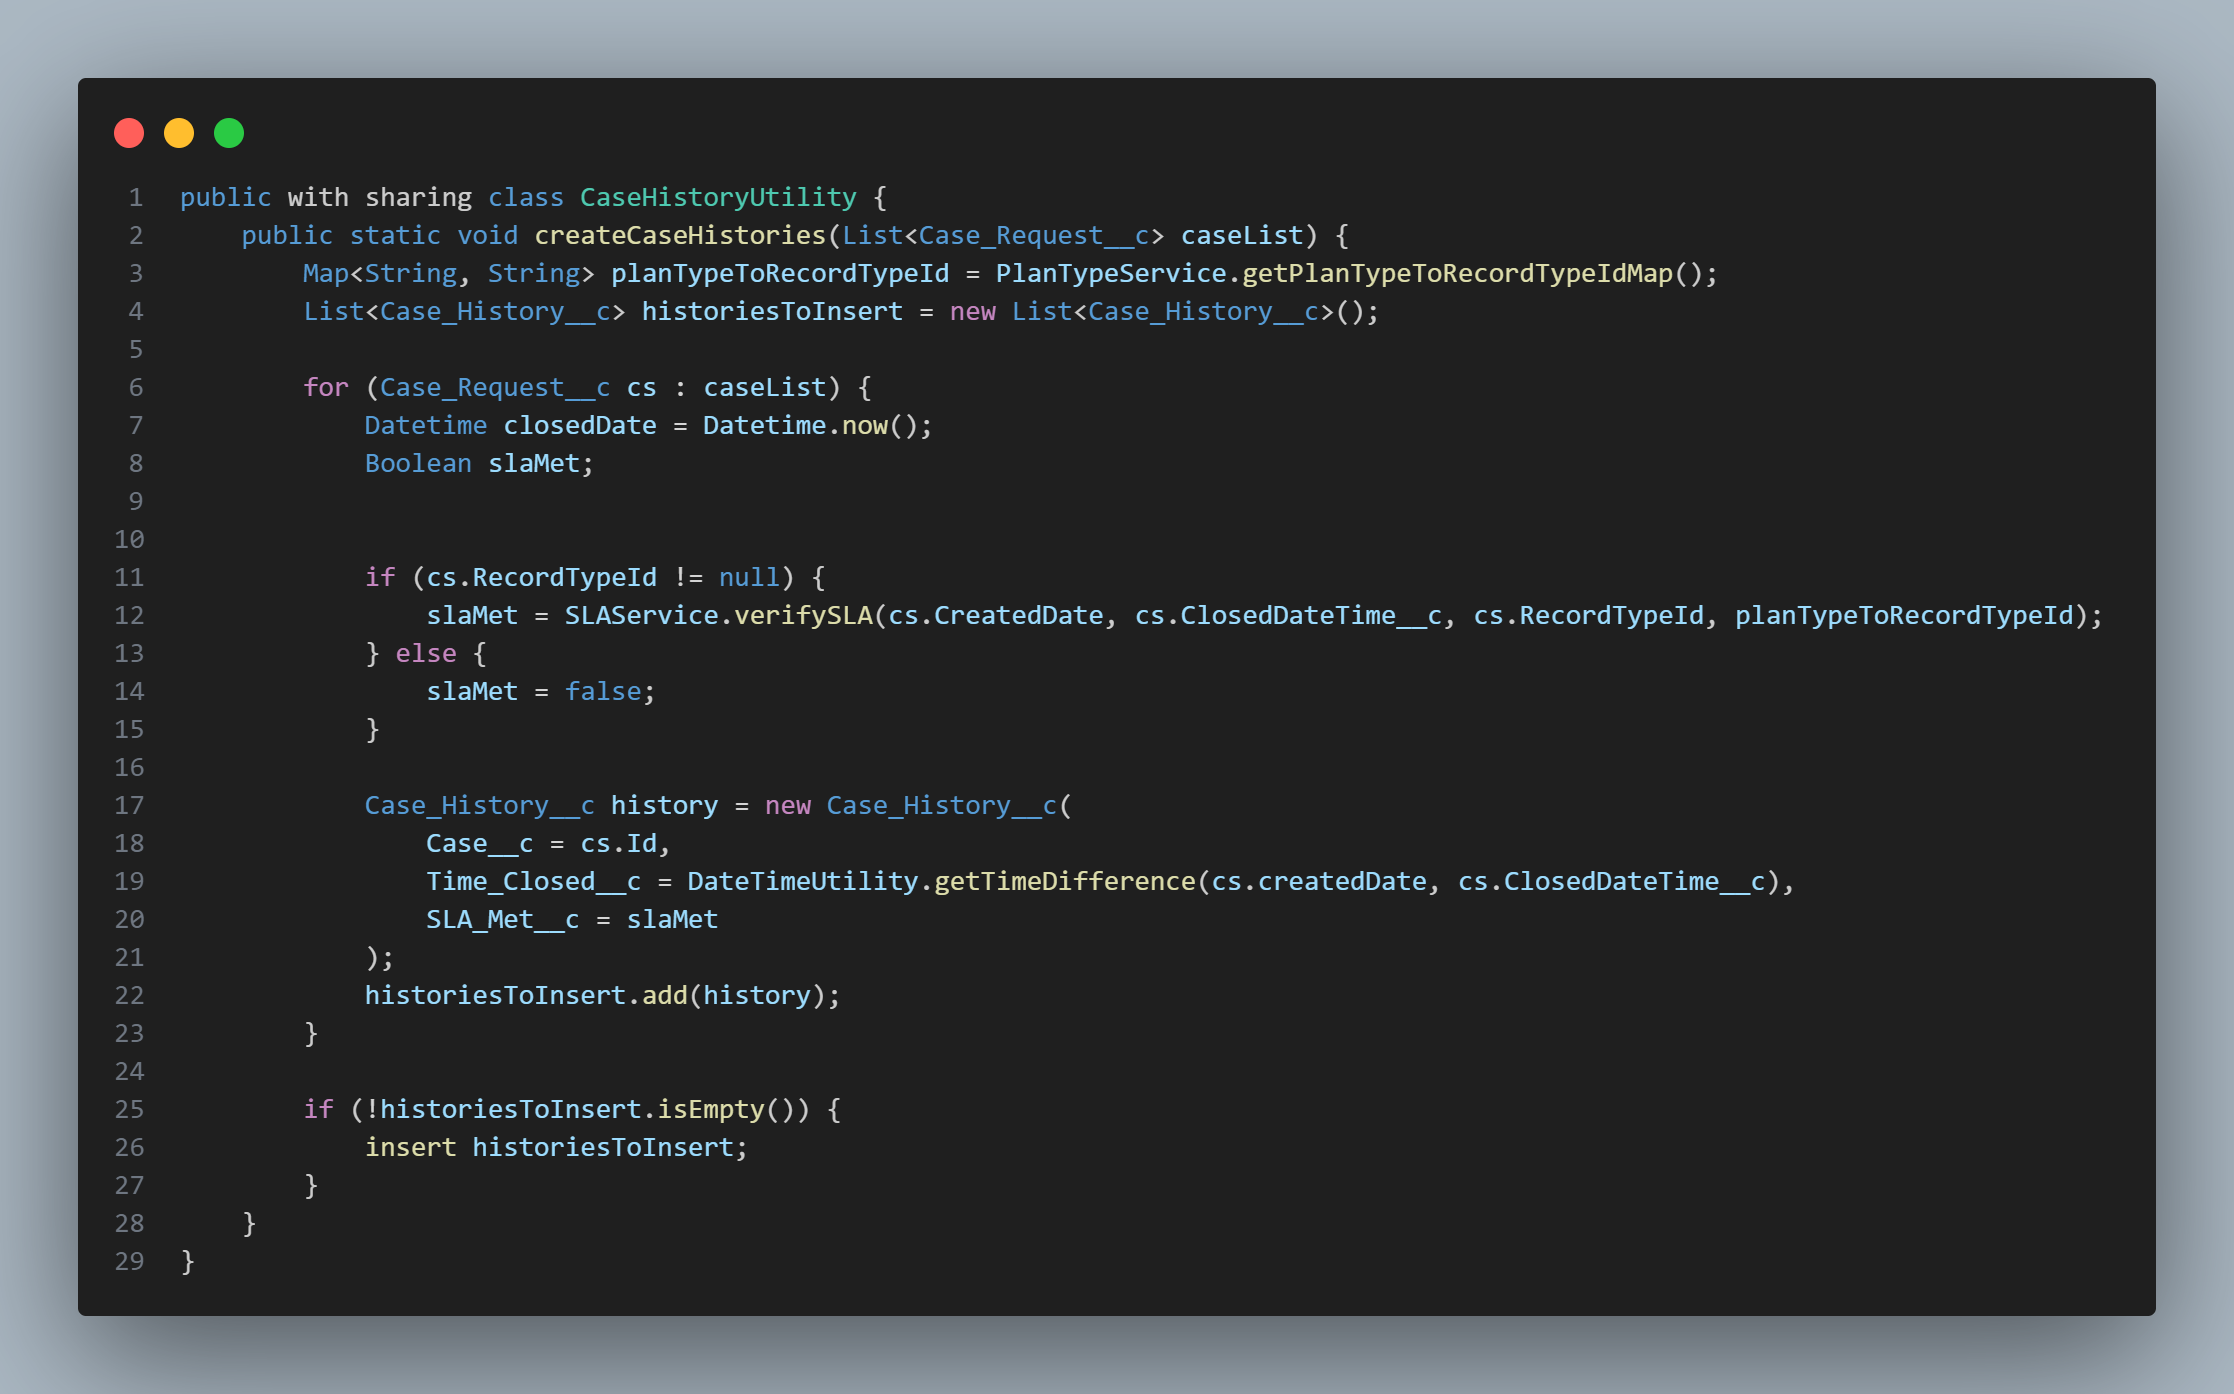 1 public with sharing class CaseHistoryUtility {
2     public static void createCaseHistories(List<Case_Request__c> caseList) {
3         Map<String, String> planTypeToRecordTypeId = PlanTypeService.getPlanTypeToRecordTypeIdMap();
4         List<Case_History__c> historiesToInsert = new List<Case_History__c>();
5
6         for (Case_Request__c cs : caseList) {
7             Datetime closedDate = Datetime.now();
8             Boolean slaMet;
9
10
11             if (cs.RecordTypeId != null) {
12                 slaMet = SLAService.verifySLA(cs.CreatedDate, cs.ClosedDateTime__c, cs.RecordTypeId, planTypeToRecordTypeId);
13             } else {
14                 slaMet = false;
15             }
16
17             Case_History__c history = new Case_History__c(
18                 Case__c = cs.Id,
19                 Time_Closed__c = DateTimeUtility.getTimeDifference(cs.createdDate, cs.ClosedDateTime__c),
20                 SLA_Met__c = slaMet
21             );
22             historiesToInsert.add(history);
23         }
24
25         if (!historiesToInsert.isEmpty()) {
26             insert historiesToInsert;
27         }
28     }
29 }